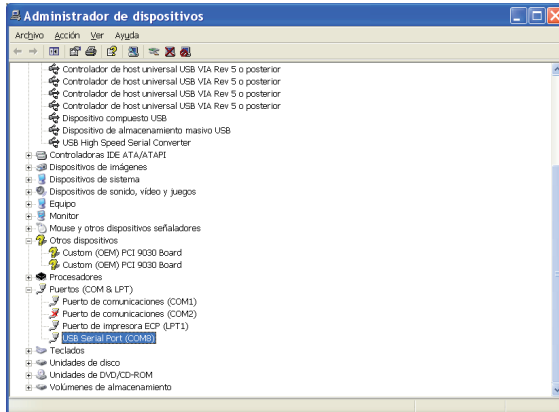 Administrador de dispositivos
Archivo Acción Ver Ayuda
Controlador de host universal USB VIA Rev 5 o posterior
Controlador de host universal USB VIA Rev 5 o posterior
Controlador de host universal USB VIA Rev 5 o posterior
Controlador de host universal USB VIA Rev 5 o posterior
Dispositivo compuesto USB
Dispositivo de almacenamiento masivo USB
USB High Speed Serial Converter
Controladoras IDE ATA/ATAPI
Dispositivos de imágenes
Dispositivos de sistema
Dispositivos de sonido, vídeo y juegos
Equipo
Monitor
Mouse y otros dispositivos señaladores
Otros dispositivos
Custom (OEM) PCI 9030 Board
Custom (OEM) PCI 9030 Board
Procesadores
Puertos (COM & LPT)
Puerto de comunicaciones (COM1)
Puerto de comunicaciones (COM2)
Puerto de impresora ECP (LPT1)
USB Serial Port (COM8)
Teclados
Unidades de disco
Unidades de DVD/CD-ROM
Volúmenes de almacenamiento